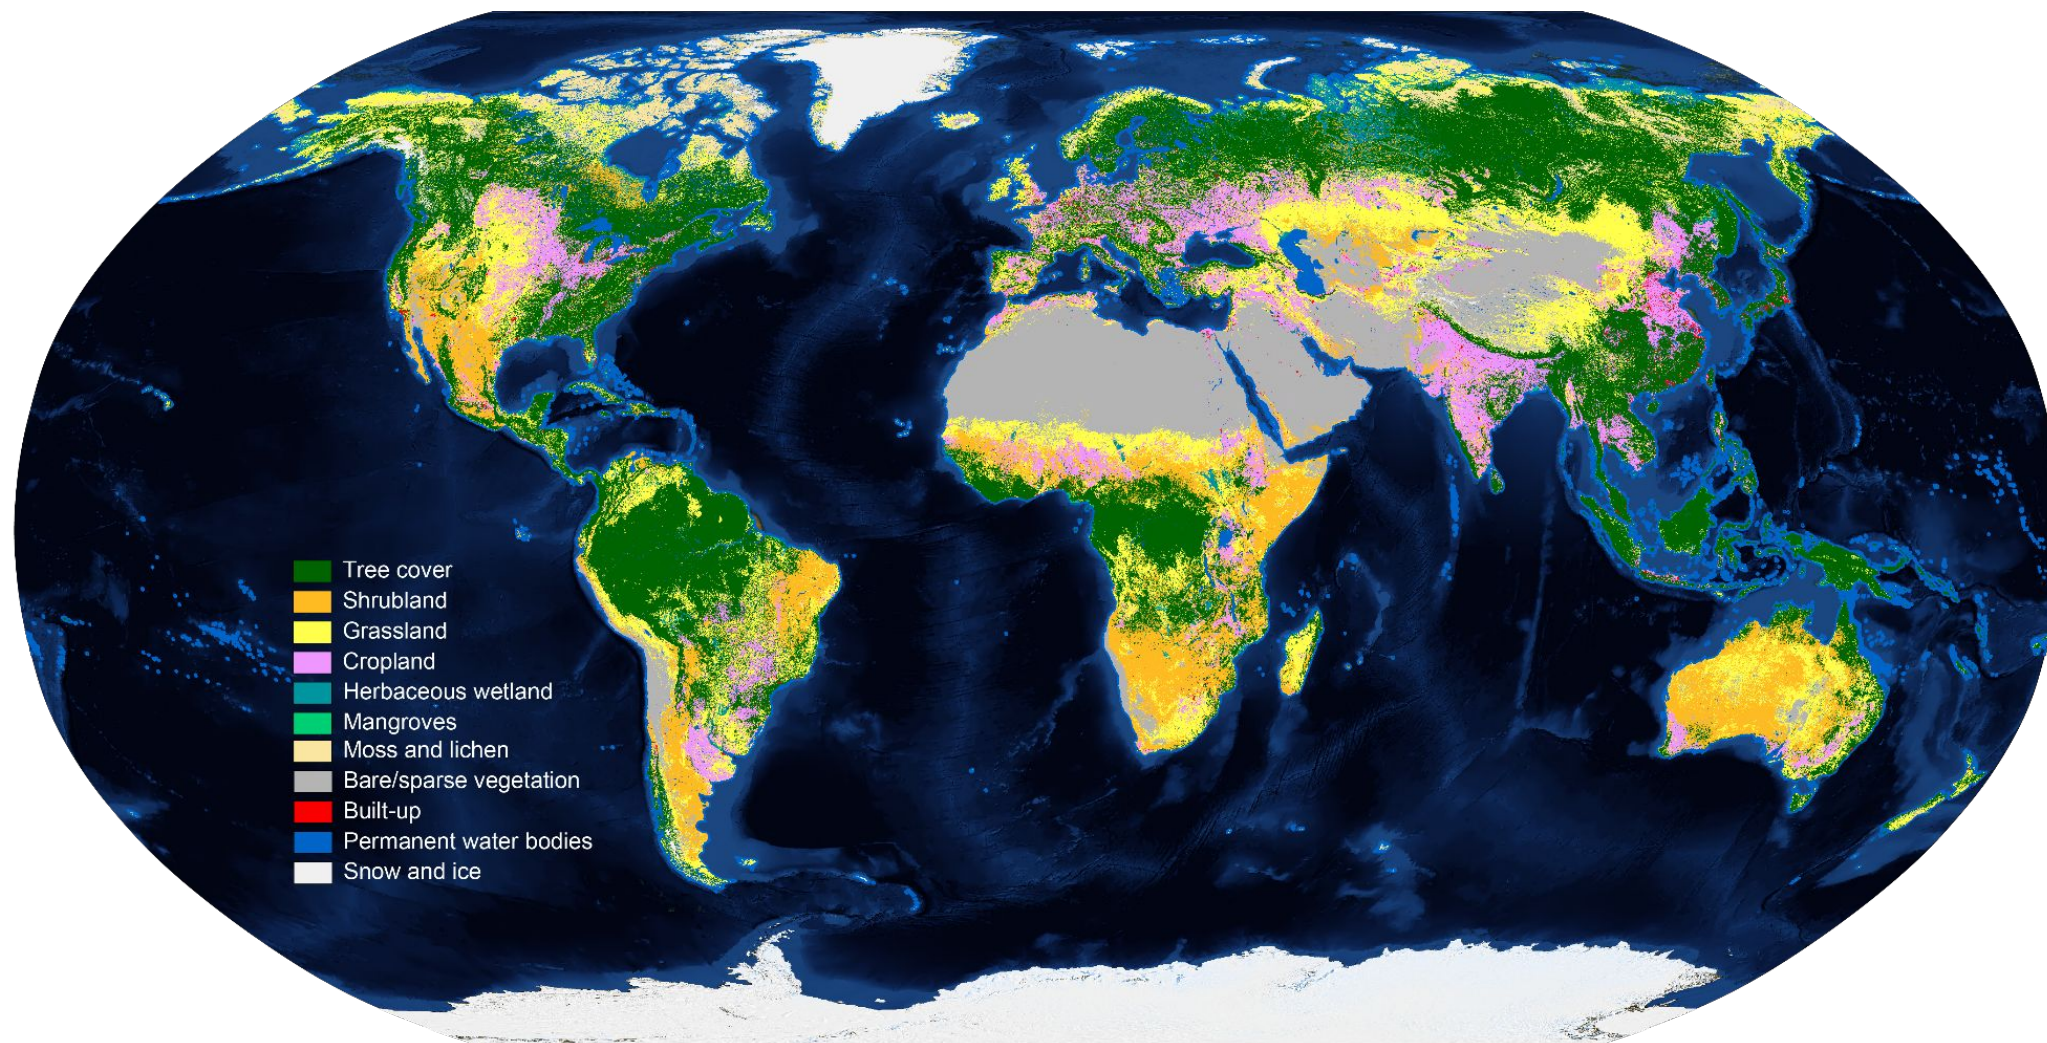 Tree cover
Shrubland
Grassland
Cropland
Herbaceous wetland
Mangroves
Moss and lichen
Bare/sparse vegetation
Built-up
Permanent water bodies
Snow and ice